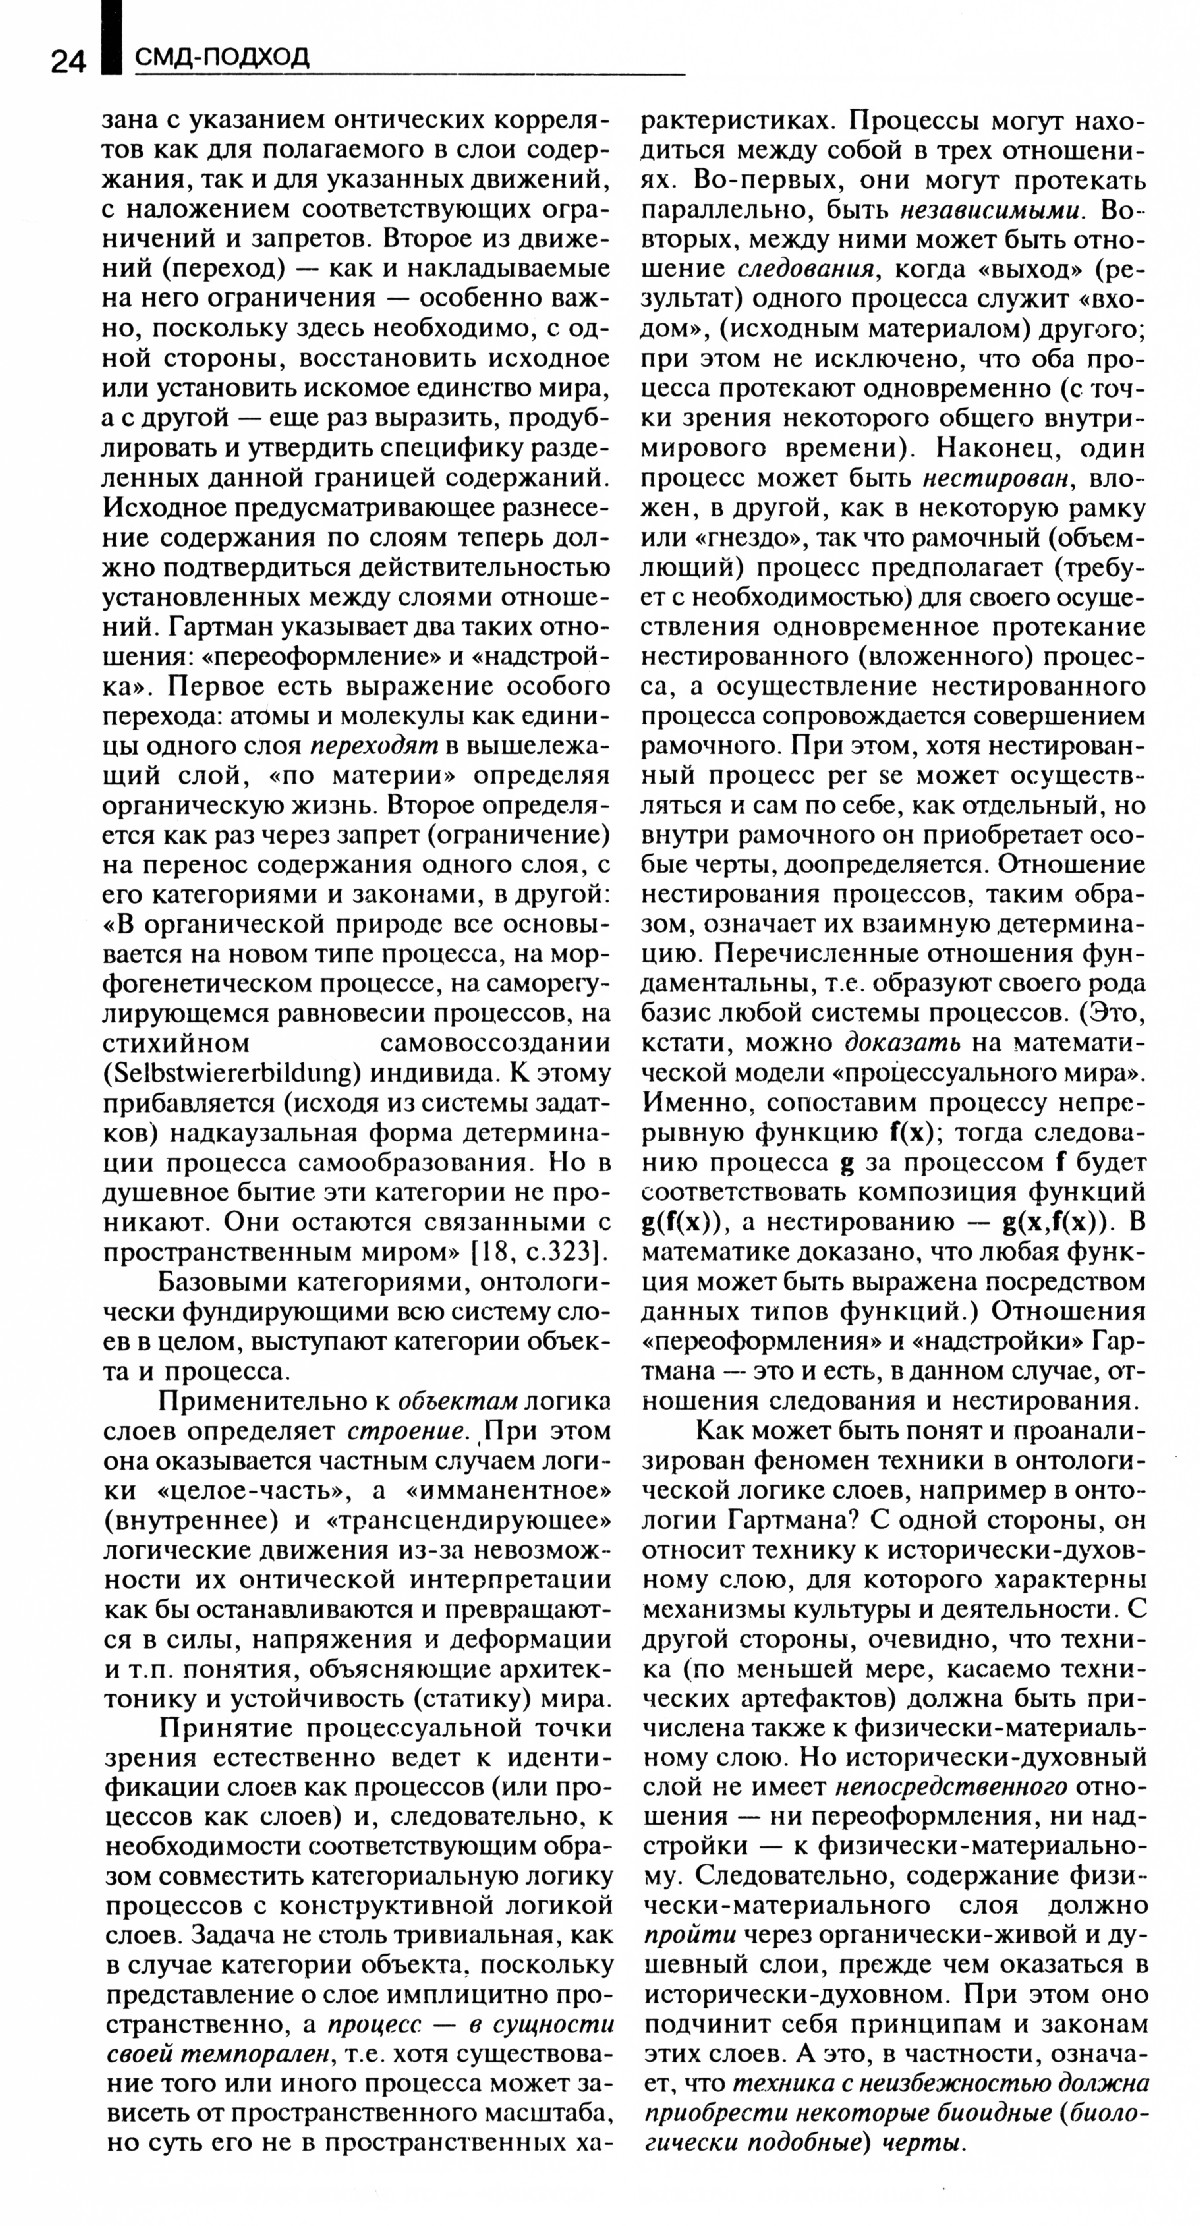 24
СМД-ПОДХОД
зана с указанием онтических корреля-
тов как для полагаемого в слои содер-
жания, так и для указанных движений,
с наложением соответствующих огра-
ничений и запретов. Второе из движе-
ний (переход) — как и накладываемые
на него ограничения — особенно важ-
но, поскольку здесь необходимо, с од-
ной стороны, восстановить исходное
или установить искомое единство мира,
а с другой — еще раз выразить, продуб-
лировать и утвердить специфику разде-
ленных данной границей содержаний.
Исходное предусматривающее разнесе-
ние содержания по слоям теперь дол-
жно подтвердиться действительностью
установленных между слоями отноше-
ний. Гартман указывает два таких отно-
шения: «переоформление» и «надстрой-
ка». Первое есть выражение особого
перехода: атомы и молекулы как едини-
цы одного слоя переходят в вышележа-
щий слой, «по материи» определяя
органическую жизнь. Второе определя-
ется как раз через запрет (ограничение)
на перенос содержания одного слоя, с
его категориями и законами, в другой:
«В органической природе все основы-
вается на новом типе процесса, на мор-
фогенетическом процессе, на саморегу-
лирующемся равновесии процессов, на
стихийном самовоссоздании
(Selbstwiererbildung) индивида. К этому
прибавляется (исходя из системы задат-
ков) надкаузальная форма детермина-
ции процесса самообразования. Но в
душевное бытие эти категории не про-
никают. Они остаются связанными с
пространственным миром» [18, с.323].
Базовыми категориями, онтологи-
чески фундирующими всю систему сло-
ев в целом, выступают категории объек-
та и процесса.
Применительно к объектам логика
слоев определяет строение. При этом
она оказывается частным случаем логи-
ки «целое-часть», а «имманентное»
(внутреннее) и «трансцендирующее»
логические движения из-за невозмож-
ности их онтической интерпретации
как бы останавливаются и превращают-
ся в силы, напряжения и деформации
и т.п. понятия, объясняющие архитек-
тонику и устойчивость (статику) мира.
Принятие процессуальной точки
зрения естественно ведет к иденти-
фикации слоев как процессов (или про-
цессов как слоев) и, следовательно, к
необходимости соответствующим обра-
зом совместить категориальную логику
процессов с конструктивной логикой
слоев. Задача не столь тривиальная, как
в случае категории объекта, поскольку
представление о слое имплицитно про-
странственно, а процесс — в сущности
своей темпорален, т.е. хотя существова-
ние того или иного процесса может за-
висеть от пространственного масштаба,
но суть его не в пространственных ха-
рактеристиках. Процессы могут нахо-
диться между собой в трех отношени-
ях. Во-первых, они могут протекать
параллельно, быть независимыми. Во-
вторых, между ними может быть отно-
шение следования, когда «выход» (ре-
зультат) одного процесса служит «вхо-
дом», (исходным материалом) другого;
при этом не исключено, что оба про-
цесса протекают одновременно (с точ-
ки зрения некоторого общего внутри-
мирового времени). Наконец, один
процесс может быть нестирован, вло-
жен, в другой, как в некоторую рамку
или «гнездо», так что рамочный (объем-
лющий) процесс предполагает (требу-
ет с необходимостью) для своего осуще-
ствления одновременное протекание
нестированного (вложенного) процес-
са, а осуществление нестированного
процесса сопровождается совершением
рамочного. При этом, хотя нестирован-
ный процесс per se может осуществ-
ляться и сам по себе, как отдельный, но
внутри рамочного он приобретает осо-
бые черты, доопределяется. Отношение
нестирования процессов, таким обра-
зом, означает их взаимную детермина-
цию. Перечисленные отношения фун-
даментальны, т.е. образуют своего рода
базис любой системы процессов. (Это,
кстати, можно доказать на математи-
ческой модели «процессуального мира».
Именно, сопоставим процессу непре-
рывную функцию f(x); тогда следова-
нию процесса g за процессом f будет
соответствовать композиция функций
g(f(x)), а нестированию — g(x,f(x)). В
математике доказано, что любая функ-
ция может быть выражена посредством
данных типов функций.) Отношения
«переоформления» и «надстройки» Гар-
тмана — это и есть, в данном случае, от-
ношения следования и нестирования.
Как может быть понят и проанали-
зирован феномен техники в онтологи-
ческой логике слоев, например в онто-
логии Гартмана? С одной стороны, он
относит технику к исторически-духов-
ному слою, для которого характерны
механизмы культуры и деятельности. С
другой стороны, очевидно, что техни-
ка (по меньшей мере, касаемо техни-
ческих артефактов) должна быть при-
числена также к физически-материаль-
ному слою. Но исторически-духовный
слой не имеет непосредственного отно-
шения — ни переоформления, ни над-
стройки — к физически-материально-
му. Следовательно, содержание физи-
чески-материального слоя должно
пройти через органически-живой и ду-
шевный слои, прежде чем оказаться в
исторически-духовном. При этом оно
подчинит себя принципам и законам
этих слоев. А это, в частности, означа-
ет, что техника с неизбежностью должна
приобрести некоторые биоидные (биоло-
гически подобные) черты.